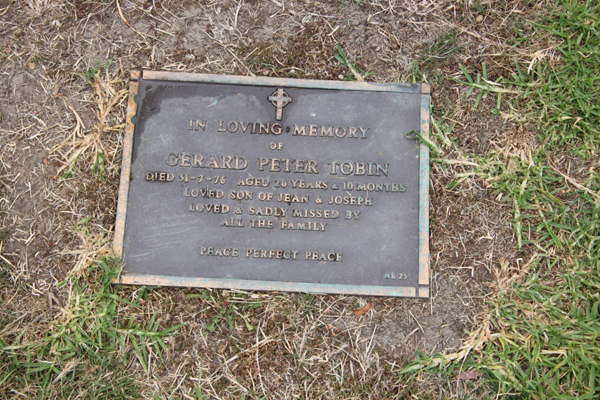 IN LOVING MEMORY
OF
GERARD PETER TOBIN
DIED 31-7-76 AGED 20 YEARS & 10 MONTHS
LOVED SON OF JEAN & JOSEPH
LOVED & SADLY MISSED BY
ALL THE FAMILY
PEACE PERFECT PEACE